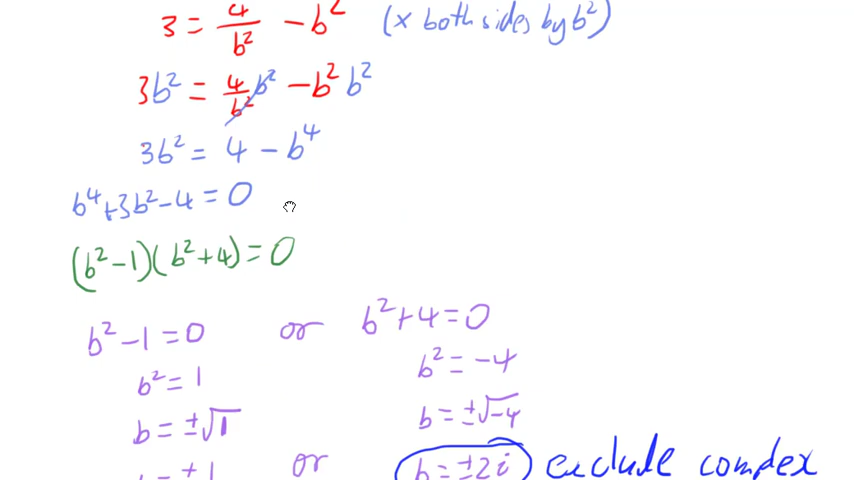 3 = 4/b² - b² (× both sides by b²)
3b² = 4/b² b² - b² b²
3b² = 4 - b⁴
b⁴ + 3b² - 4 = 0
(b² - 1)(b² + 4) = 0
b² - 1 = 0 or b² + 4 = 0
b² = 1 b² = -4
b = ±√1 b = ±√-4
b = ±1 or b = ±2i exclude complex